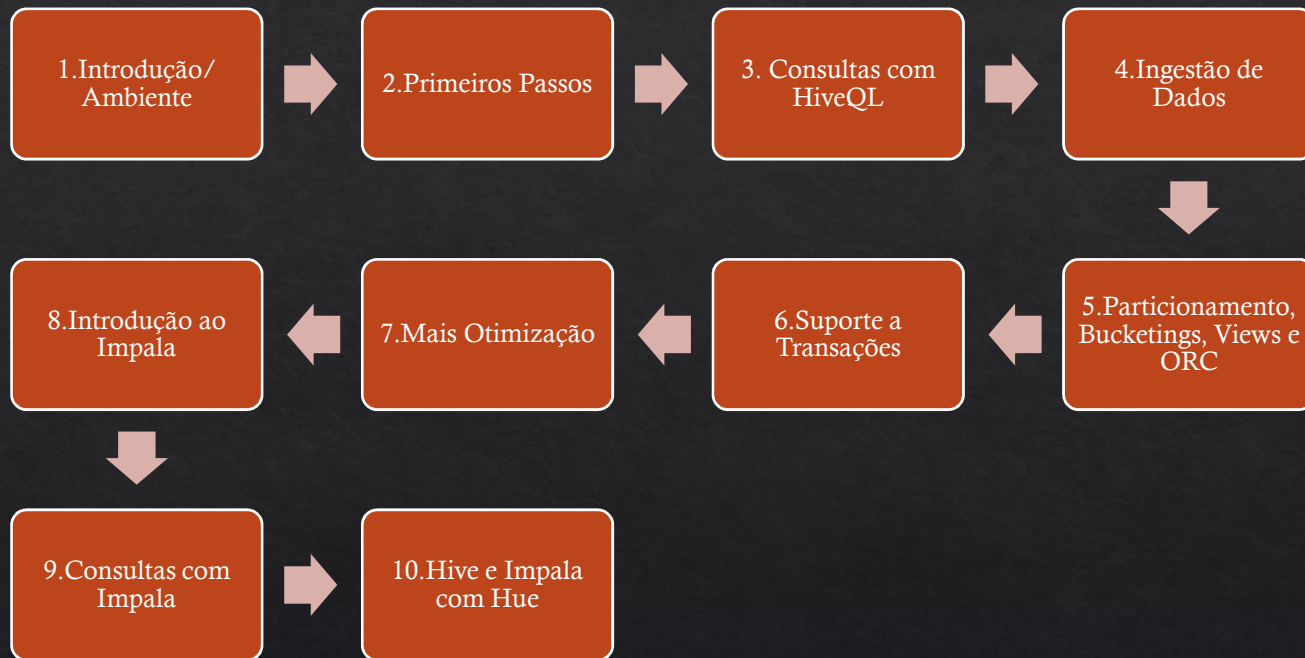 1.Introdução/
Ambiente
2.Primeiros Passos
3. Consultas com
HiveQL
4.Ingestão de
Dados
5.Particionamento,
Bucketings, Views e
ORC
6.Suporte a
Transações
7.Mais Otimização
8.Introdução ao
Impala
9.Consultas com
Impala
10.Hive e Impala
com Hue